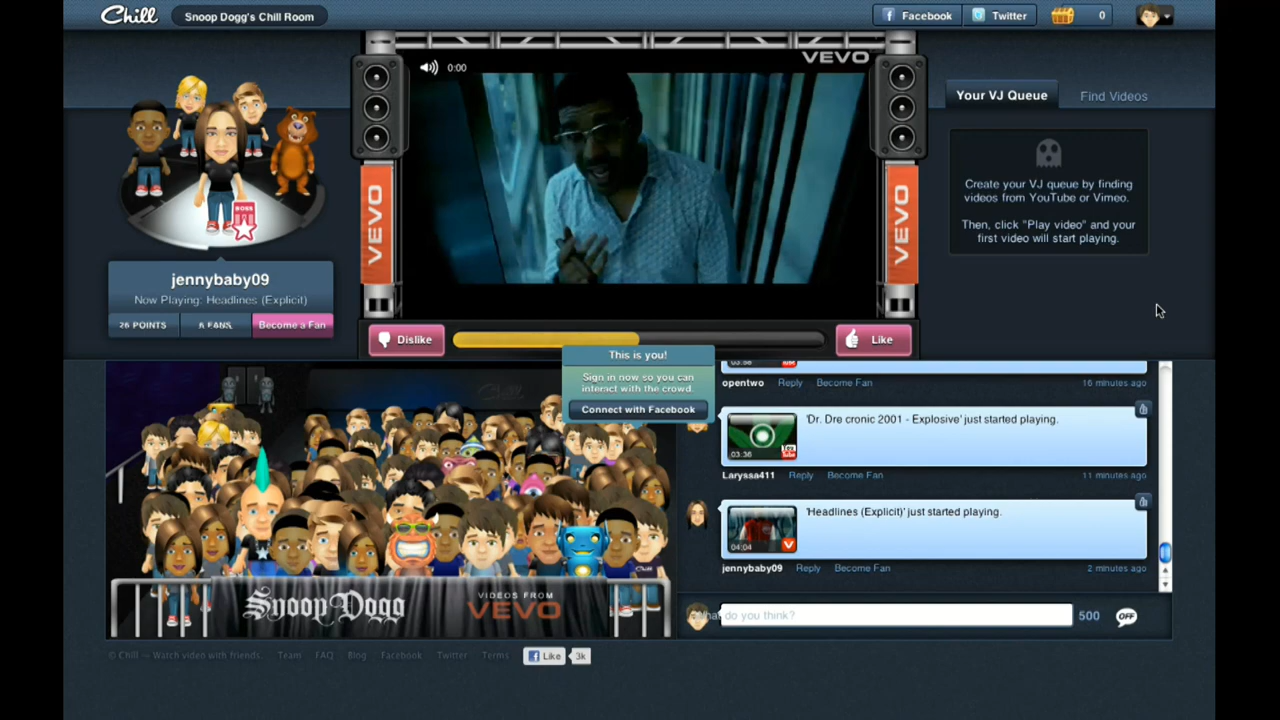 Chill
Snoop Dogg's Chill Room
Facebook
Twitter
0
0:00
VEVO
VEVO
VEVO
Your VJ Queue
Find Videos
Create your VJ queue by finding
videos from YouTube or Vimeo.
Then, click "Play video" and your
first video will start playing.
jennybaby09
Now Playing: Headlines (Explicit)
26 POINTS
FANS
Become a Fan
Dislike
Like
This is you!
Sign in now so you can
interact with the crowd.
Connect with Facebook
opentwo
Reply
Become Fan
16 minutes ago
'Dr. Dre cronic 2001 - Explosive' just started playing.
03:36
Laryssa411
Reply
Become Fan
11 minutes ago
'Headlines (Explicit)' just started playing.
04:04
jennybaby09
Reply
Become Fan
2 minutes ago
Snoop Dogg
VIDEOS FROM
VEVO
What do you think?
500
OFF
© Chill — Watch video with friends.
Team
FAQ
Blog
Facebook
Twitter
Terms
Like
3k